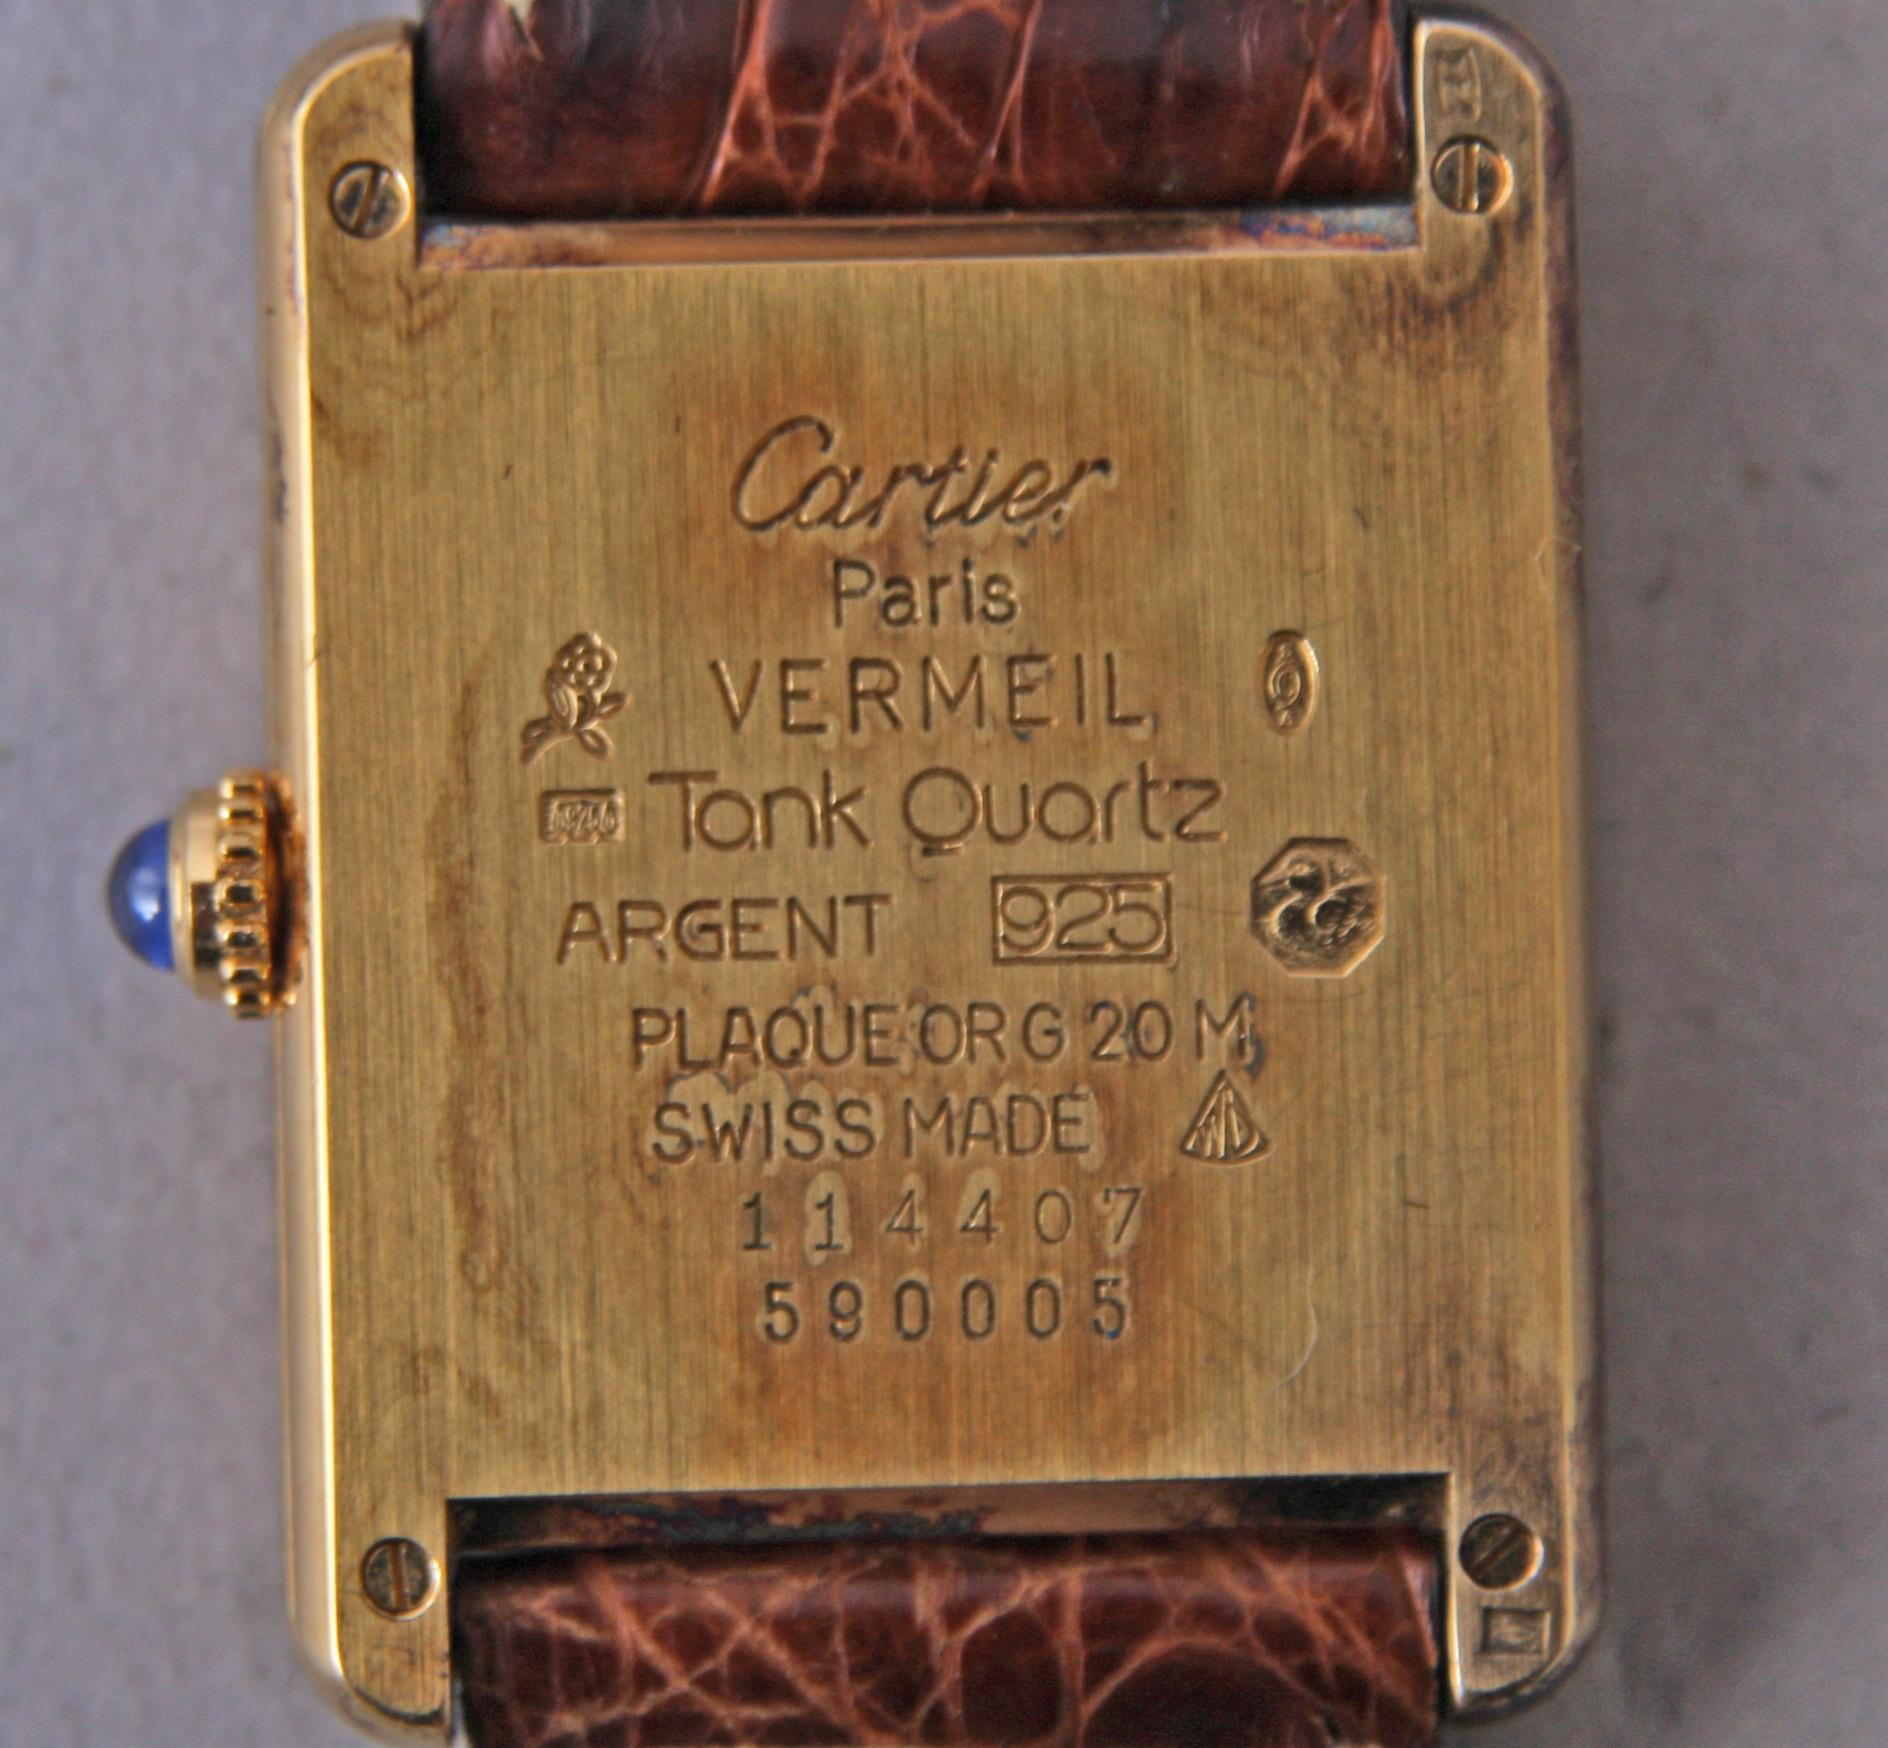 Cartier
Paris
VERMEIL
Tank Quartz
ARGENT 925
PLAQUE OR G 20 M
SWISS MADE
114407
590005